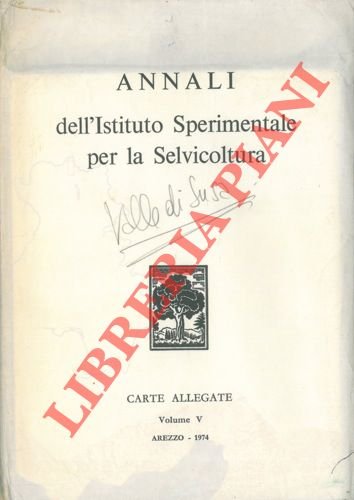 ANNALI
dell'Istituto Sperimentale
per la Selvicoltura
Valle di Susa
LIBRERIA PIANI
CARTE ALLEGATE
Volume V
AREZZO - 1974